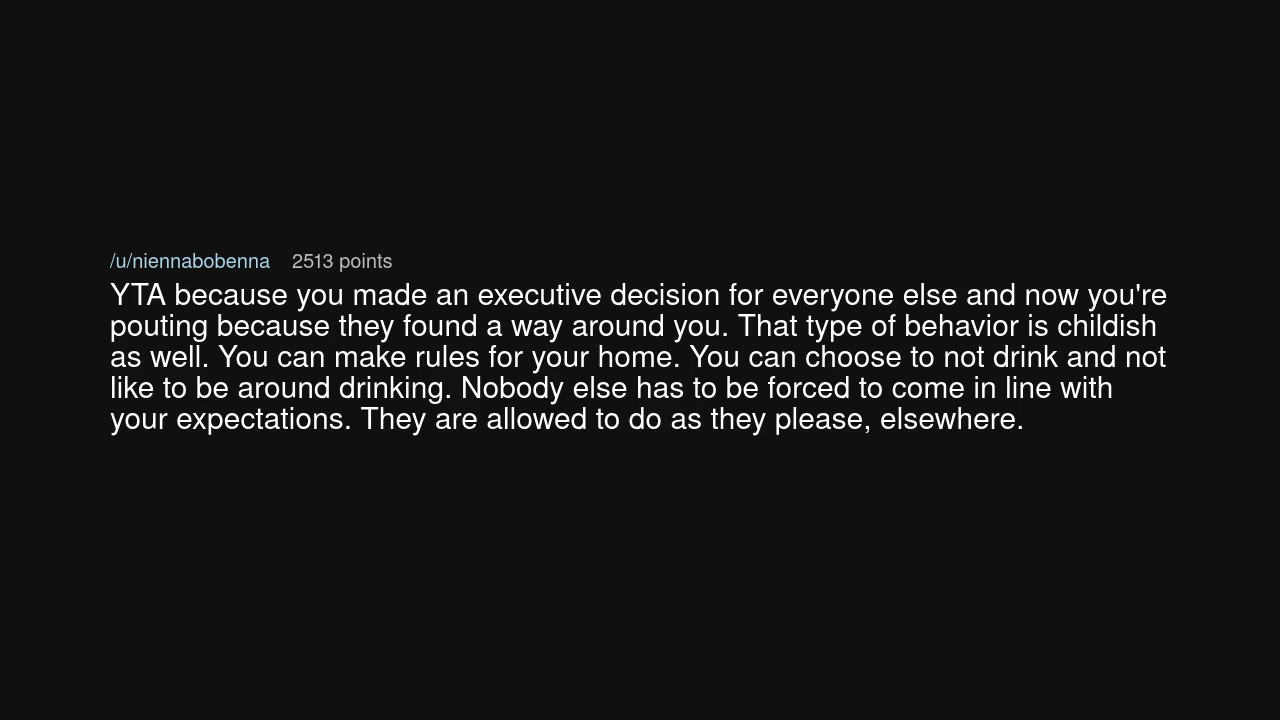 /u/niennabobenna 2513 points
YTA because you made an executive decision for everyone else and now you're
pouting because they found a way around you. That type of behavior is childish
as well. You can make rules for your home. You can choose to not drink and not
like to be around drinking. Nobody else has to be forced to come in line with
your expectations. They are allowed to do as they please, elsewhere.